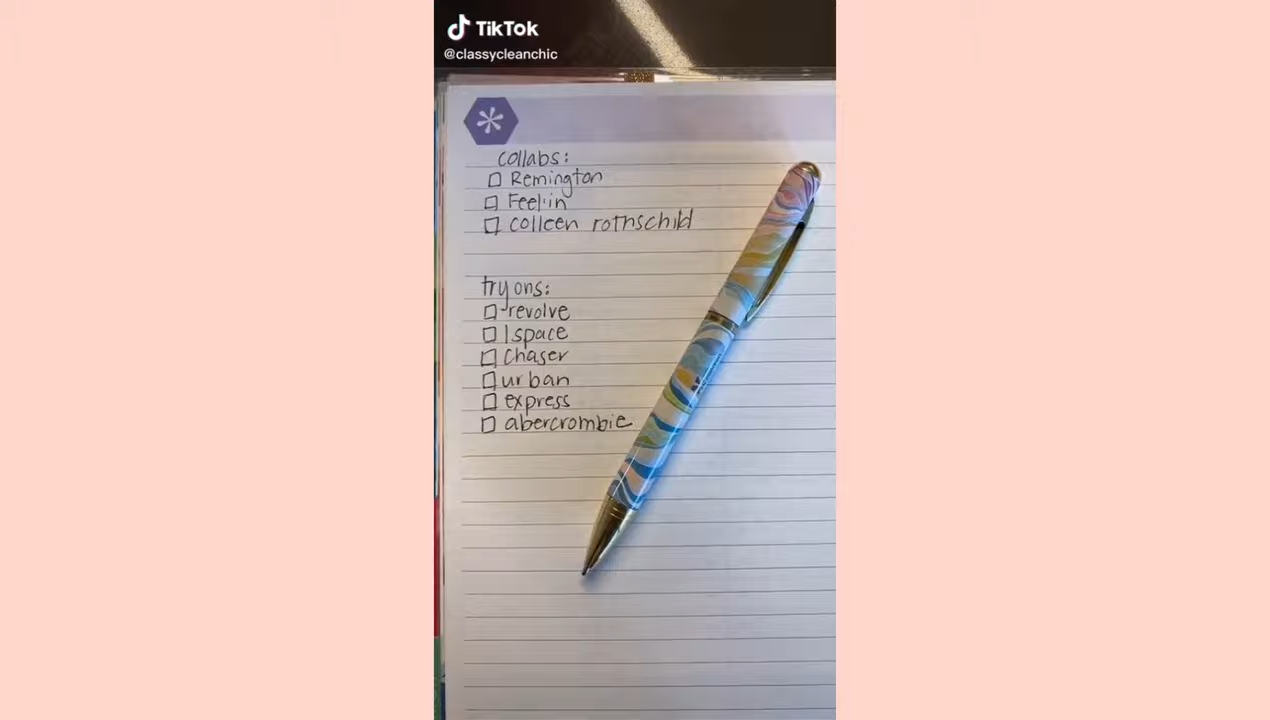 TikTok
@classycleanchic
collabs:
Remington
Feel·in
colleen rothschild
try ons:
revolve
lspace
Chaser
urban
express
abercrombie